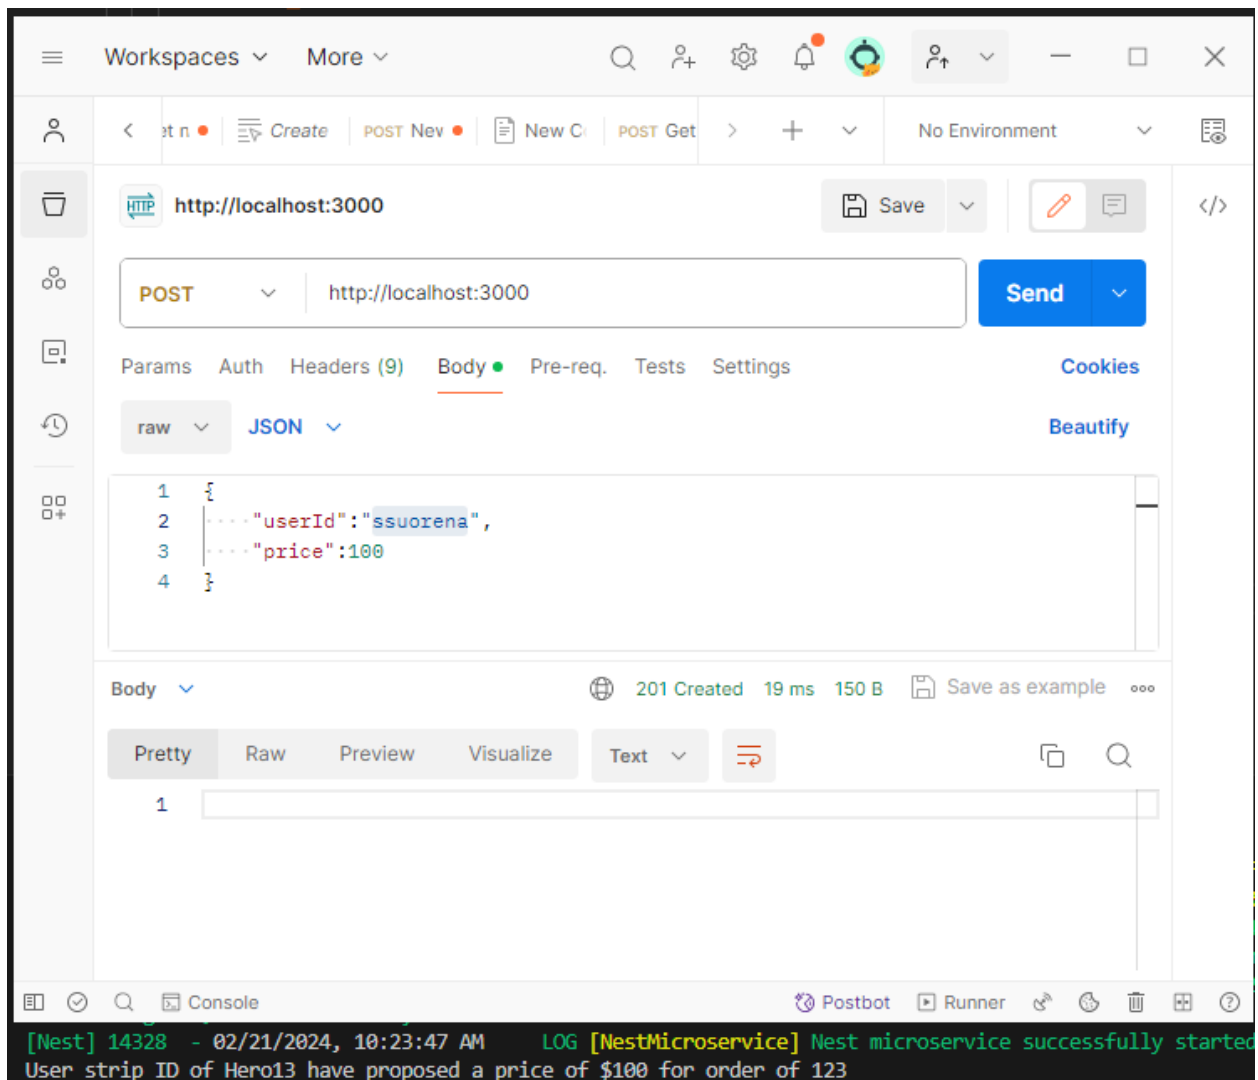 Workspaces More
et n Create POST Nev New C POST Get No Environment
HTTP http://localhost:3000 Save
POST http://localhost:3000 Send
Params Auth Headers (9) Body Pre-req. Tests Settings Cookies
raw JSON Beautify
1 {
2 "userId":"ssuorena",
3 "price":100
4 }
Body 201 Created 19 ms 150 B Save as example
Pretty Raw Preview Visualize Text
1
Console Postbot Runner
[Nest] 14328 - 02/21/2024, 10:23:47 AM LOG [NestMicroservice] Nest microservice successfully started
User strip ID of Hero13 have proposed a price of $100 for order of 123